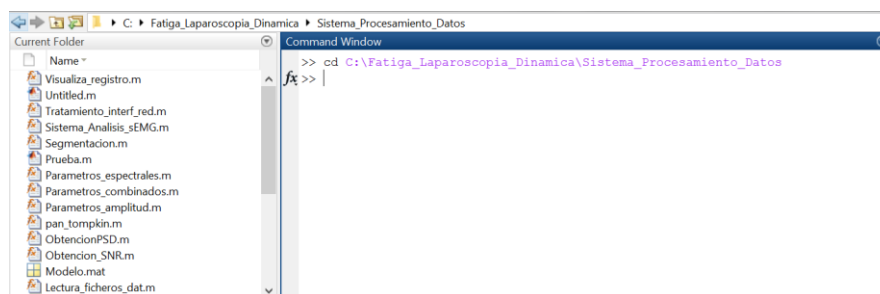 C: Fatiga_Laparoscopia_Dinamica Sistema_Procesamiento_Datos
Current Folder
Command Window
Name
Visualiza_registro.m
Untitled.m
Tratamiento_interf_red.m
Sistema_Analisis_sEMG.m
Segmentacion.m
Prueba.m
Parametros_espectrales.m
Parametros_combinados.m
Parametros_amplitud.m
pan_tompkin.m
ObtencionPSD.m
Obtencion_SNR.m
Modelo.mat
Lectura_ficheros_dat.m
>> cd C:\Fatiga_Laparoscopia_Dinamica\Sistema_Procesamiento_Datos
fx >>